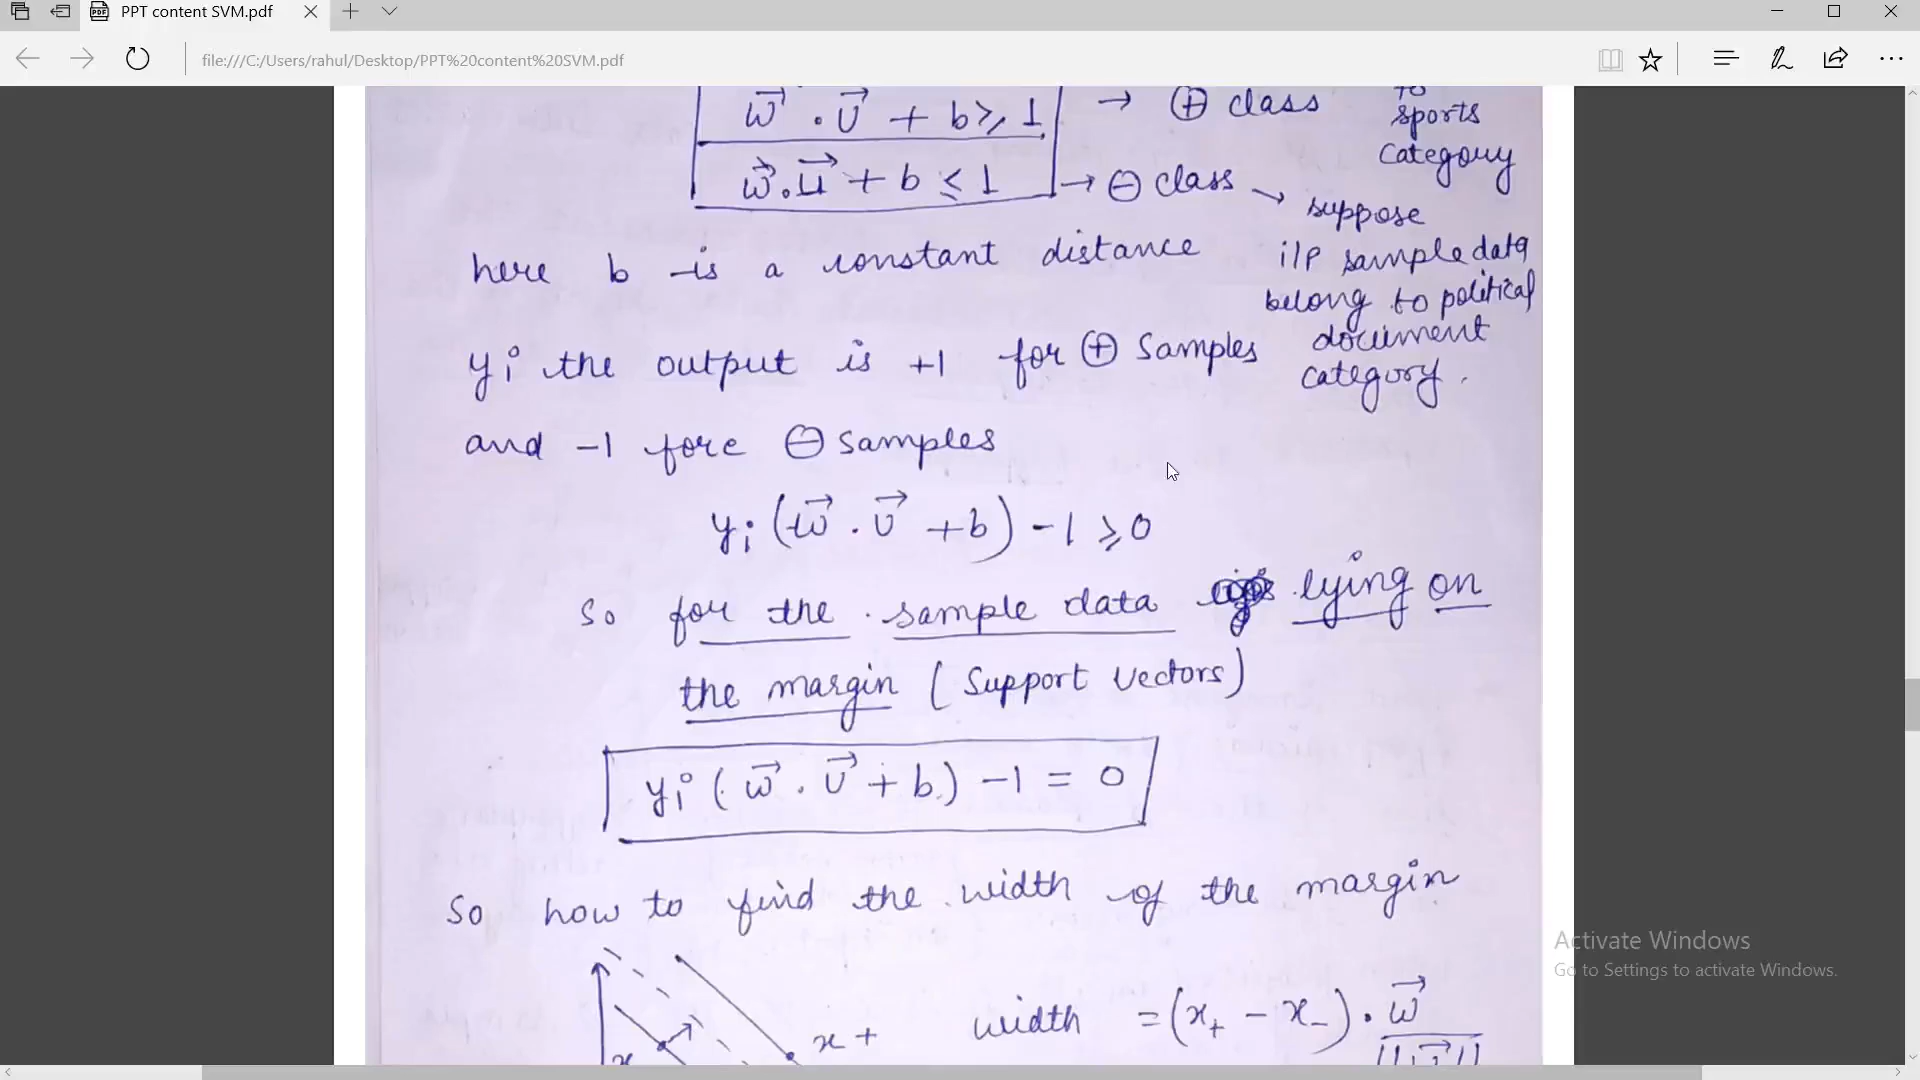 PPT content SVM.pdf
file:///C:/Users/rahul/Desktop/PPT%20content%20SVM.pdf
w⃗ . u⃗ + b ≥ 1 → ⊕ class
to
sports
category
w⃗ . u⃗ + b ≤ 1 → ⊖ class → suppose
i/p sample data
belong to political
document
category.
here b is a constant distance
yi the output is +1 for ⊕ Samples
and -1 fore ⊖ samples
yi (w⃗ . u⃗ + b) - 1 ≥ 0
So for the sample data lying on
the margin (Support Vectors)
yi (w⃗ . u⃗ + b) - 1 = 0
So how to find the width of the margin
x +
width = (x+ - x-) . w⃗
Activate Windows
Go to Settings to activate Windows.